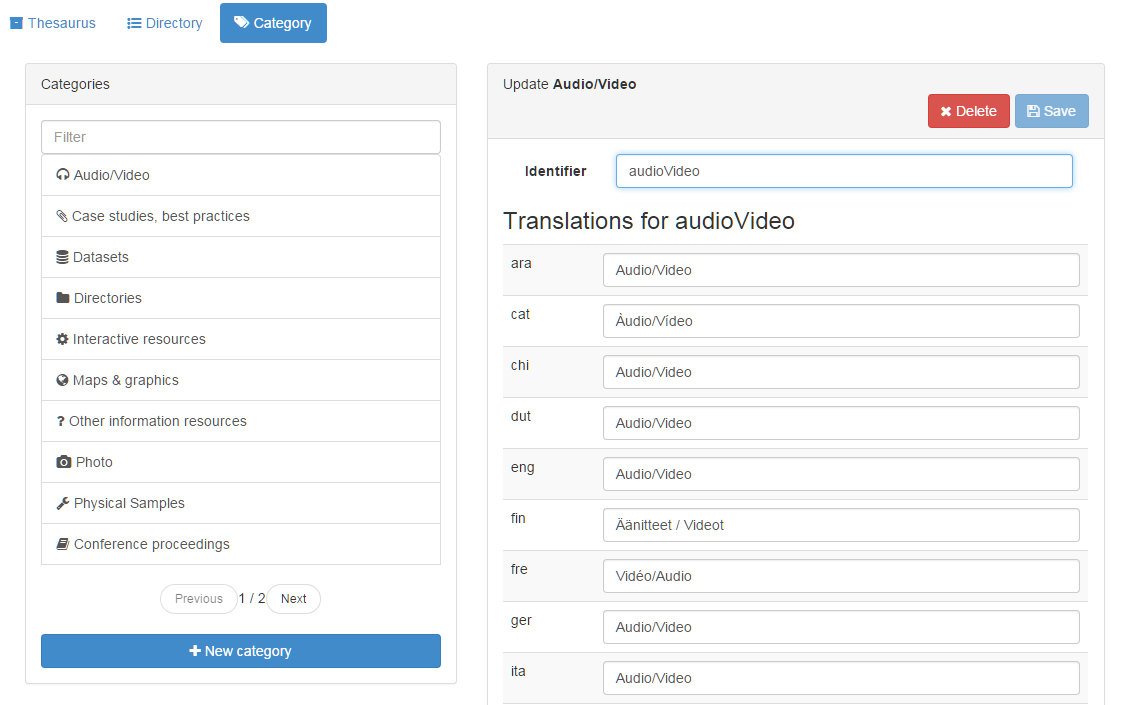 Thesaurus Directory Category
Categories
Filter
Audio/Video
Case studies, best practices
Datasets
Directories
Interactive resources
Maps & graphics
? Other information resources
Photo
Physical Samples
Conference proceedings
Previous 1 / 2 Next
New category
Update Audio/Video
Delete Save
Identifier audioVideo
Translations for audioVideo
ara Audio/Video
cat Àudio/Vídeo
chi Audio/Video
dut Audio/Video
eng Audio/Video
fin Äänitteet / Videot
fre Vidéo/Audio
ger Audio/Video
ita Audio/Video